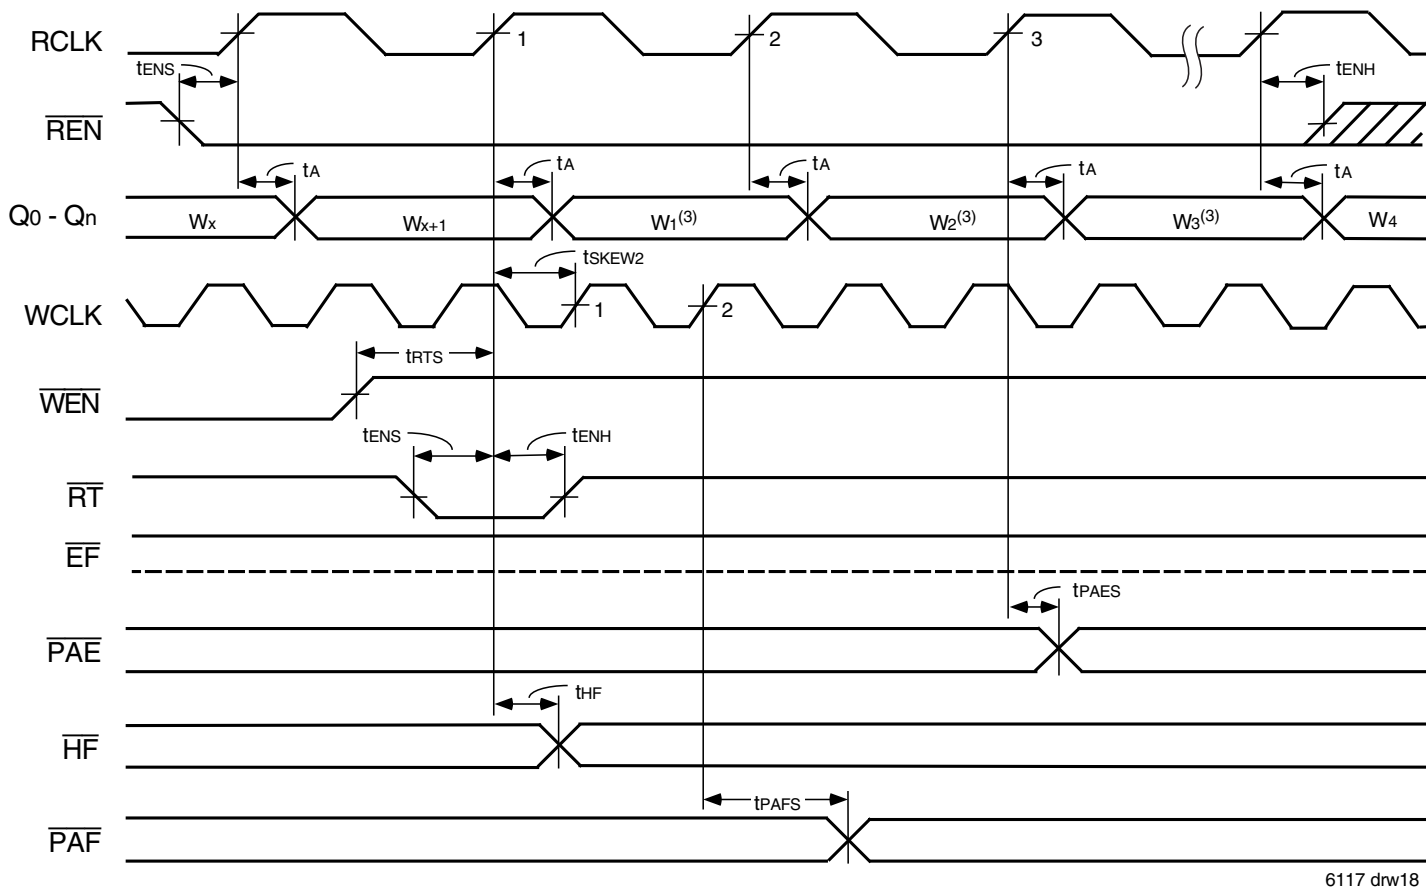 RCLK 1 2 3
tENS tENH
REN
tA tA tA tA tA
Q0 - Qn Wx Wx+1 W1(3) W2(3) W3(3) W4
tSKEW2
WCLK 1 2
tRTS
WEN
tENS tENH
RT
EF
tPAES
PAE
tHF
HF
tPAFS
PAF
6117 drw18